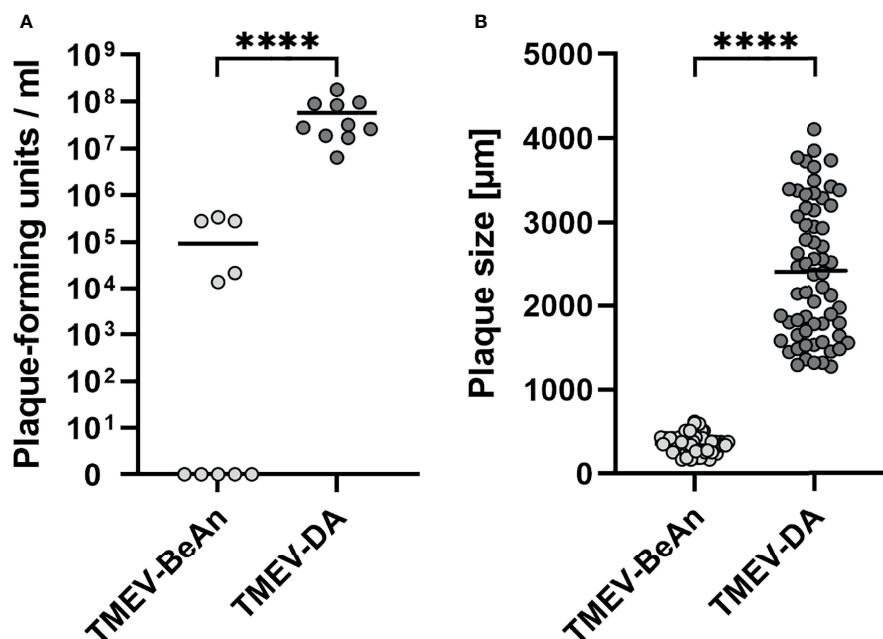 A
****
Plaque-forming units / ml
10⁹
10⁸
10⁷
10⁶
10⁵
10⁴
10³
10²
10¹
0
TMEV-BeAn
TMEV-DA
B
****
Plaque size [µm]
5000
4000
3000
2000
1000
0
TMEV-BeAn
TMEV-DA